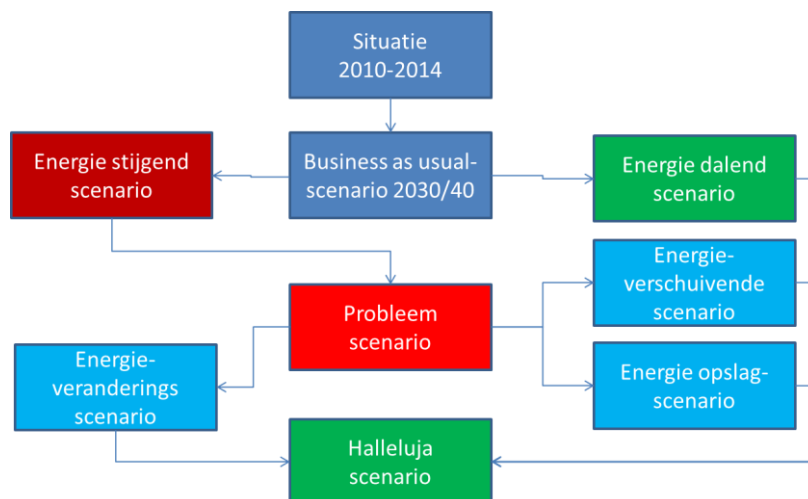 Situatie
2010-2014
Energie stijgend
scenario
Business as usual-
scenario 2030/40
Energie dalend
scenario
Energie-
verschuivende
scenario
Probleem
scenario
Energie-
veranderings
scenario
Energie opslag-
scenario
Halleluja
scenario